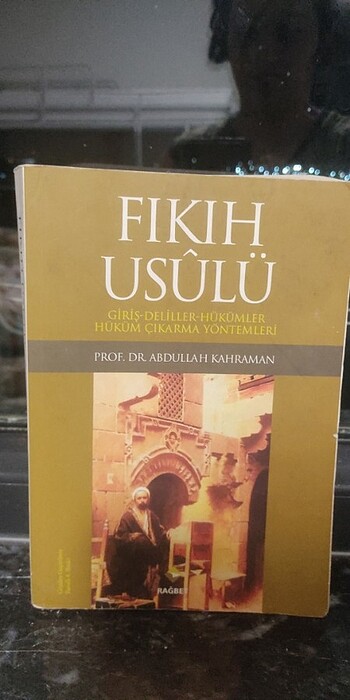 FIKIH
USÛLÜ
GİRİŞ-DELİLLER-HÜKÜMLER
HÜKÜM ÇIKARMA YÖNTEMLERİ
PROF. DR. ABDULLAH KAHRAMAN
RAĞBET